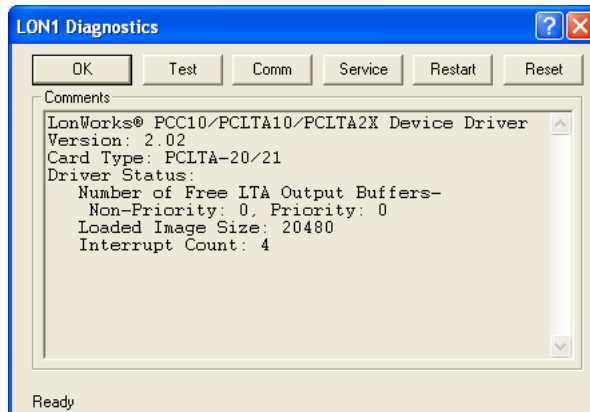 LON1 Diagnostics
OK Test Comm Service Restart Reset
Comments
LonWorks® PCC10/PCLTA10/PCLTA2X Device Driver
Version: 2.02
Card Type: PCLTA-20/21
Driver Status:
Number of Free LTA Output Buffers-
Non-Priority: 0, Priority: 0
Loaded Image Size: 20480
Interrupt Count: 4
Ready